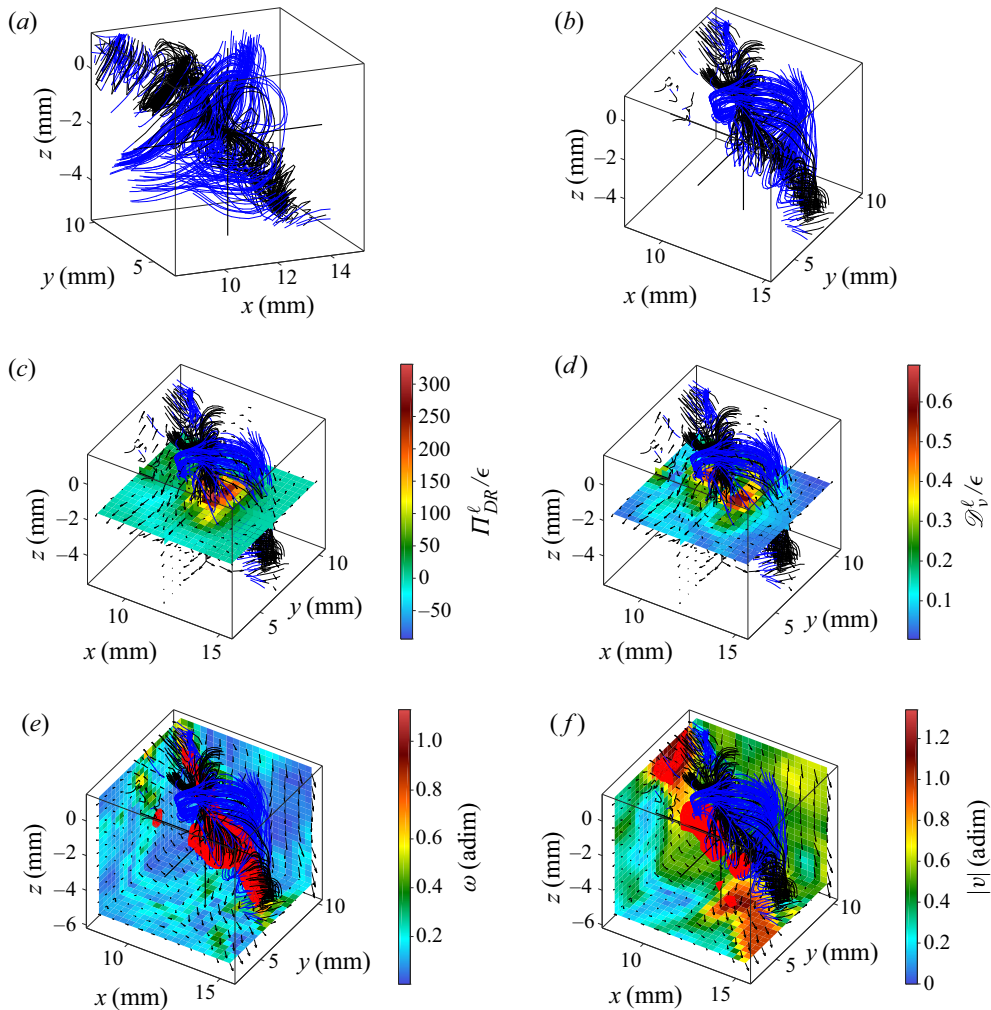 (a)
0
−2
−4
z (mm)
10
5
y (mm)
10
12
14
x (mm)
(b)
0
−2
−4
z (mm)
10
15
x (mm)
5
10
y (mm)
(c)
0
−2
−4
z (mm)
10
15
x (mm)
5
10
y (mm)
300
250
200
150
100
50
0
−50
Π^ℓ_DR/ϵ
(d)
0
−2
−4
z (mm)
10
15
x (mm)
5
10
y (mm)
0.6
0.5
0.4
0.3
0.2
0.1
𝒟^ℓ_ν/ϵ
(e)
0
−2
−4
−6
z (mm)
10
15
x (mm)
5
10
y (mm)
1.0
0.8
0.6
0.4
0.2
ω (adim)
(f)
0
−2
−4
−6
z (mm)
10
15
x (mm)
5
10
y (mm)
1.2
1.0
0.8
0.6
0.4
0.2
0
|v| (adim)